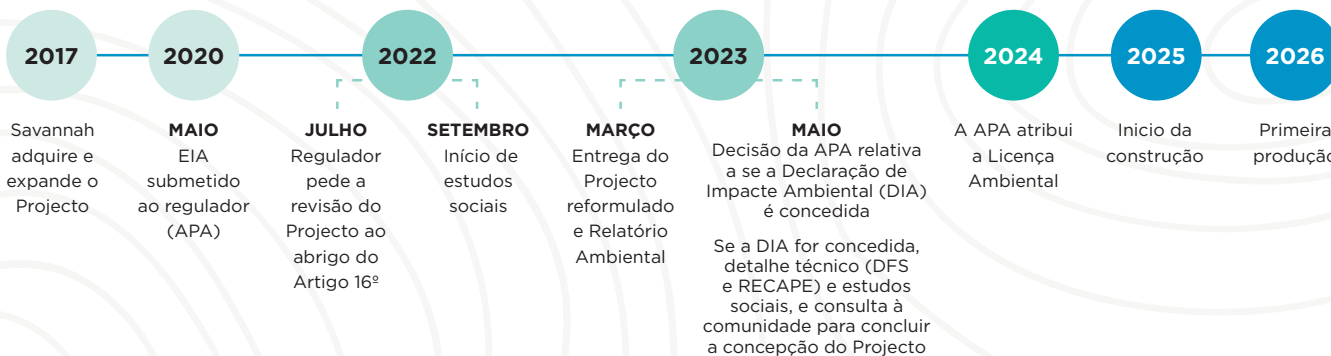 2017
2020
2022
2023
2024
2025
2026
Savannah
adquire e
expande o
Projecto
MAIO
EIA
submetido
ao regulador
(APA)
JULHO
Regulador
pede a
revisão do
Projecto ao
abrigo do
Artigo 16º
SETEMBRO
Início de
estudos
sociais
MARÇO
Entrega do
Projecto
reformulado
e Relatório
Ambiental
MAIO
Decisão da APA relativa
a se a Declaração de
Impacte Ambiental (DIA)
é concedida
Se a DIA for concedida,
detalhe técnico (DFS
e RECAPE) e estudos
sociais, e consulta à
comunidade para concluir
a concepção do Projecto
A APA atribui
a Licença
Ambiental
Inicio da
construção
Primeira
produção